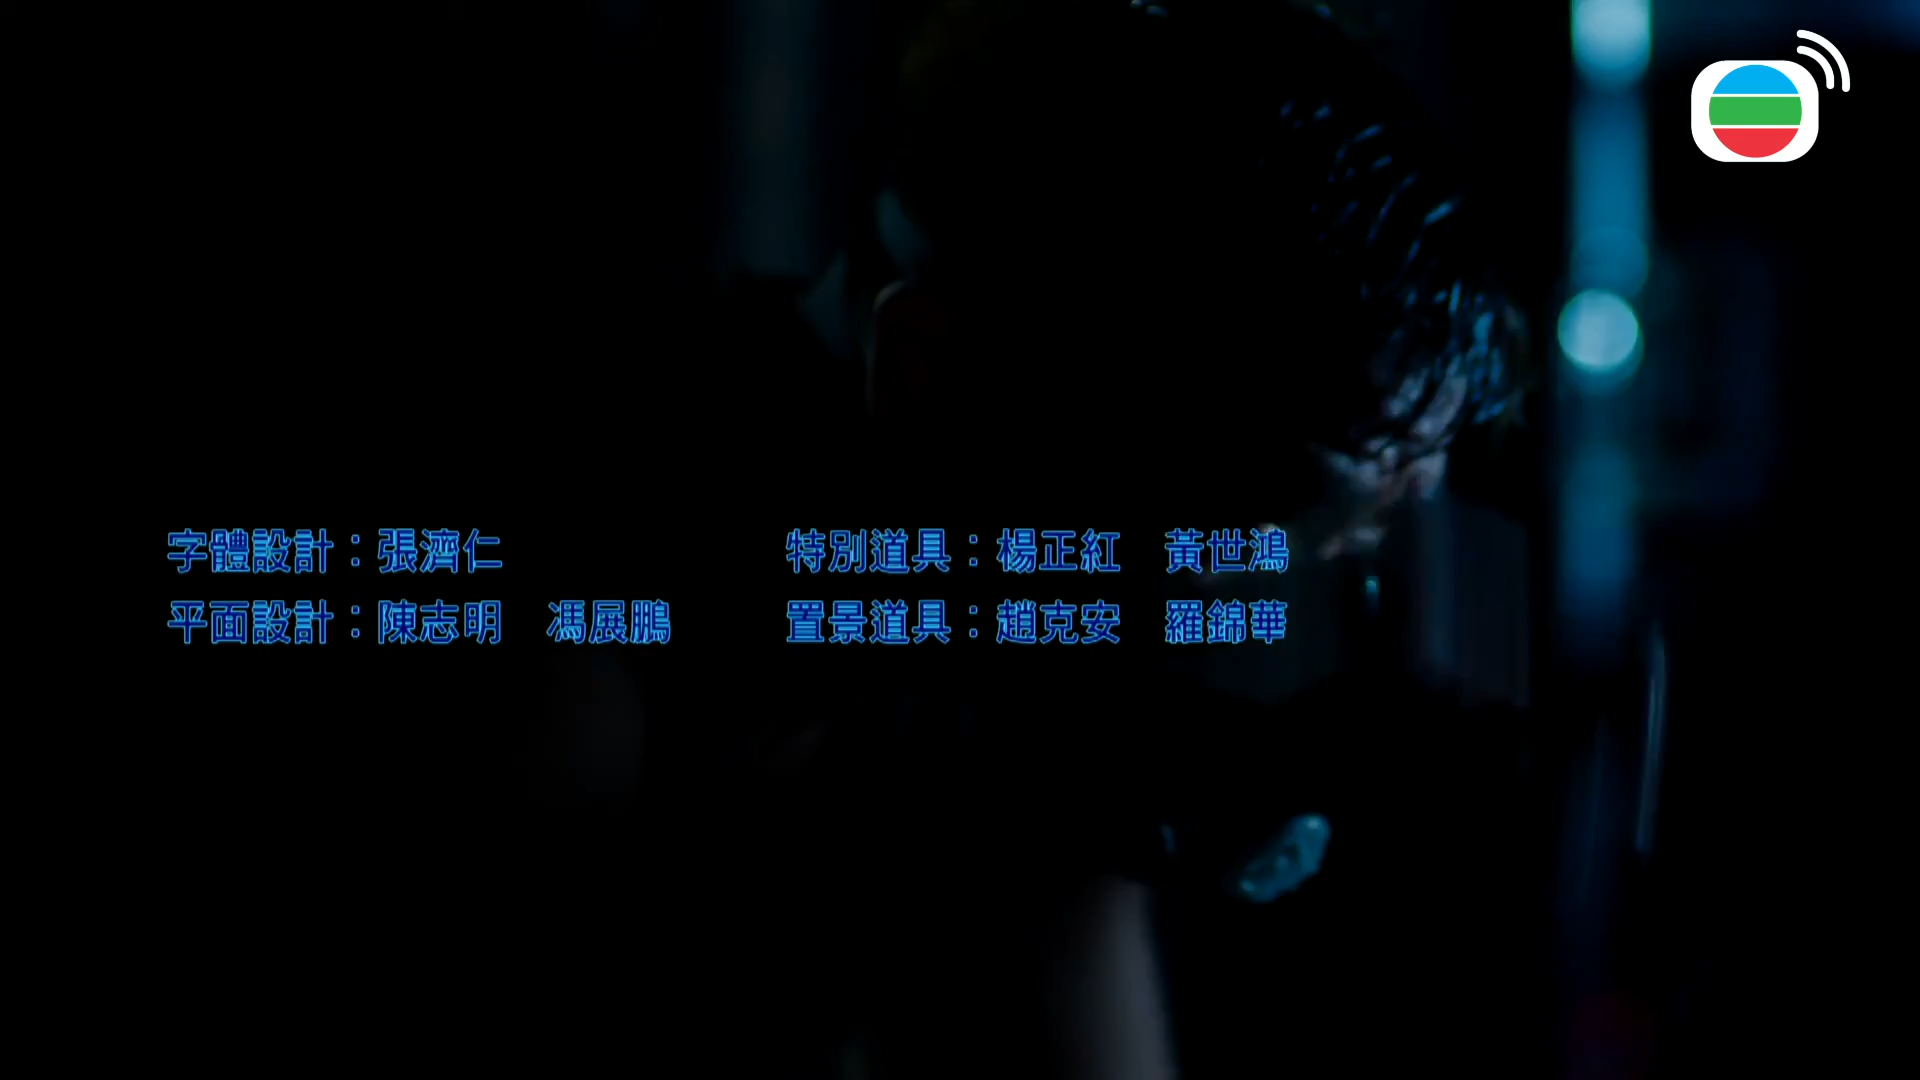 字體設計：張濟仁
平面設計：陳志明　馮展鵬
特別道具：楊正紅　黃世鴻
置景道具：趙克安　羅錦華